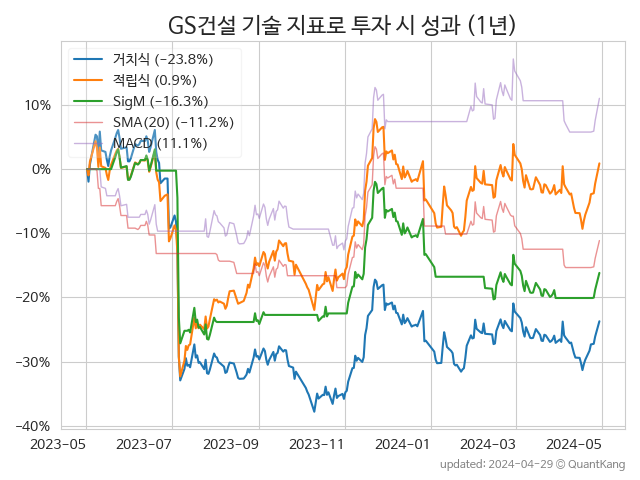 GS건설 기술 지표로 투자 시 성과 (1년)
거치식 (−23.8%)
적립식 (0.9%)
SigM (−16.3%)
SMA(20) (−11.2%)
MACD (11.1%)
10%
0%
−10%
−20%
−30%
−40%
2023-05 2023-07 2023-09 2023-11 2024-01 2024-03 2024-05
updated: 2024-04-29 © QuantKang